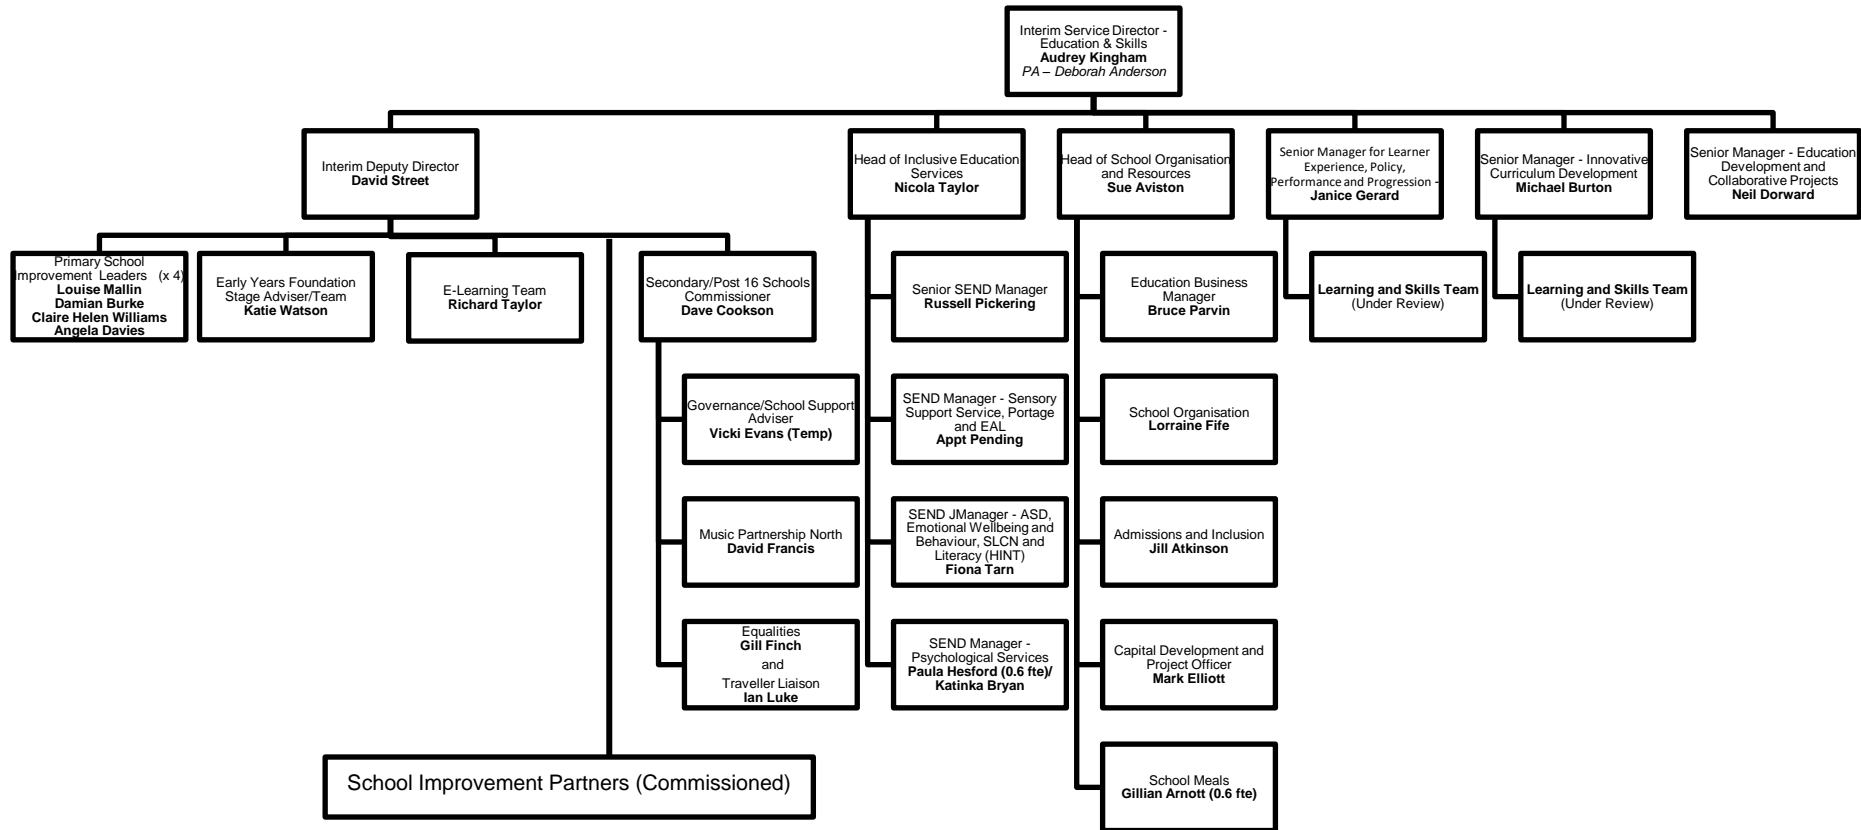 Interim Service Director -
Education & Skills
Audrey Kingham
PA – Deborah Anderson
Interim Deputy Director
David Street
Head of Inclusive Education
Services
Nicola Taylor
Head of School Organisation
and Resources
Sue Aviston
Senior Manager for Learner
Experience, Policy,
Performance and Progression -
Janice Gerard
Senior Manager - Innovative
Curriculum Development
Michael Burton
Senior Manager - Education
Development and
Collaborative Projects
Neil Dorward
Primary School
Improvement Leaders (x 4)
Louise Mallin
Damian Burke
Claire Helen Williams
Angela Davies
Early Years Foundation
Stage Adviser/Team
Katie Watson
E-Learning Team
Richard Taylor
Secondary/Post 16 Schools
Commissioner
Dave Cookson
Senior SEND Manager
Russell Pickering
Education Business
Manager
Bruce Parvin
Learning and Skills Team
(Under Review)
Learning and Skills Team
(Under Review)
Governance/School Support
Adviser
Vicki Evans (Temp)
SEND Manager - Sensory
Support Service, Portage
and EAL
Appt Pending
School Organisation
Lorraine Fife
Music Partnership North
David Francis
SEND JManager - ASD,
Emotional Wellbeing and
Behaviour, SLCN and
Literacy (HINT)
Fiona Tarn
Admissions and Inclusion
Jill Atkinson
Equalities
Gill Finch
and
Traveller Liaison
Ian Luke
SEND Manager -
Psychological Services
Paula Hesford (0.6 fte)/
Katinka Bryan
Capital Development and
Project Officer
Mark Elliott
School Improvement Partners (Commissioned)
School Meals
Gillian Arnott (0.6 fte)